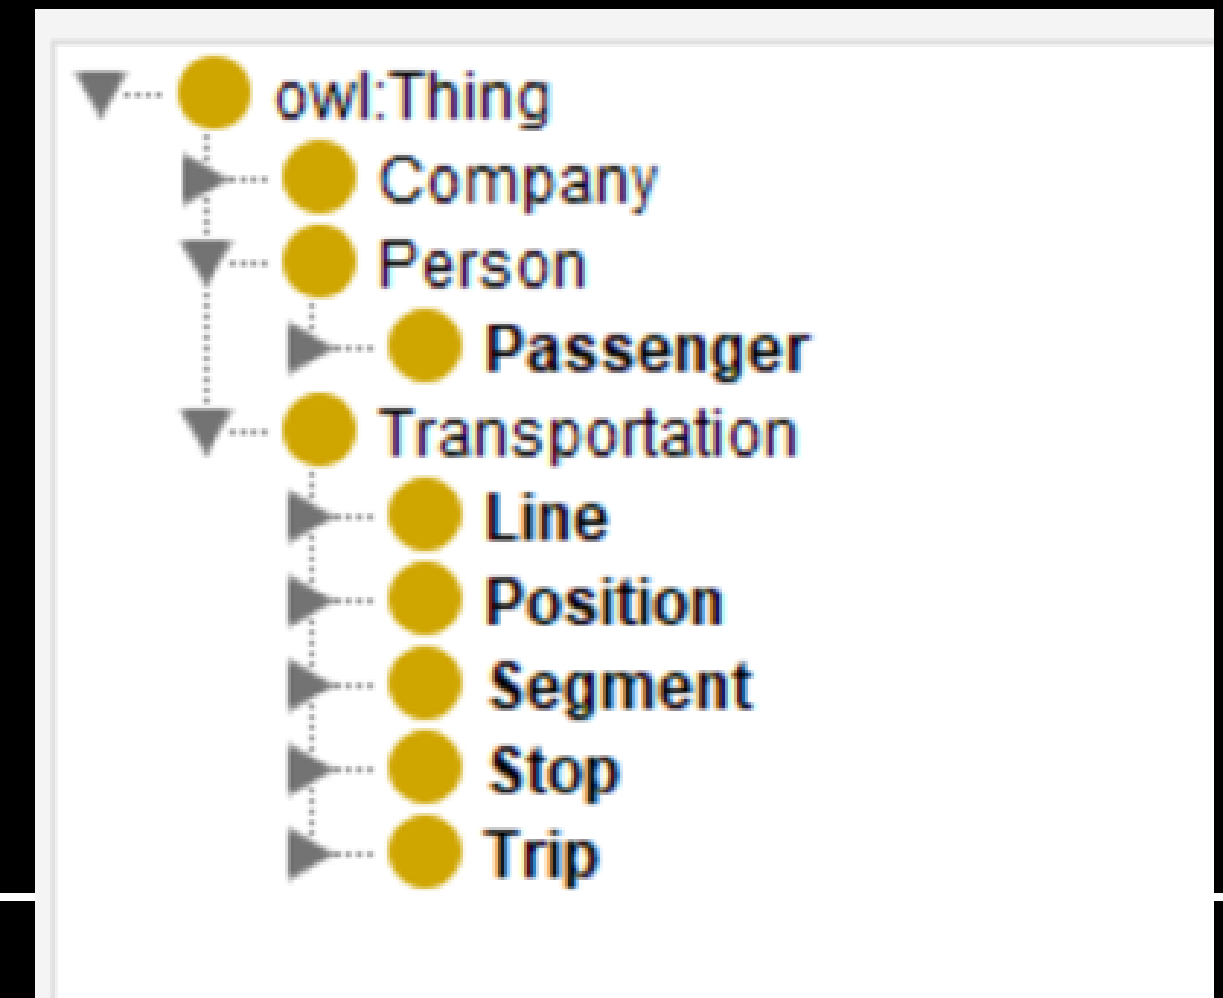 owl:Thing
Company
Person
Passenger
Transportation
Line
Position
Segment
Stop
Trip